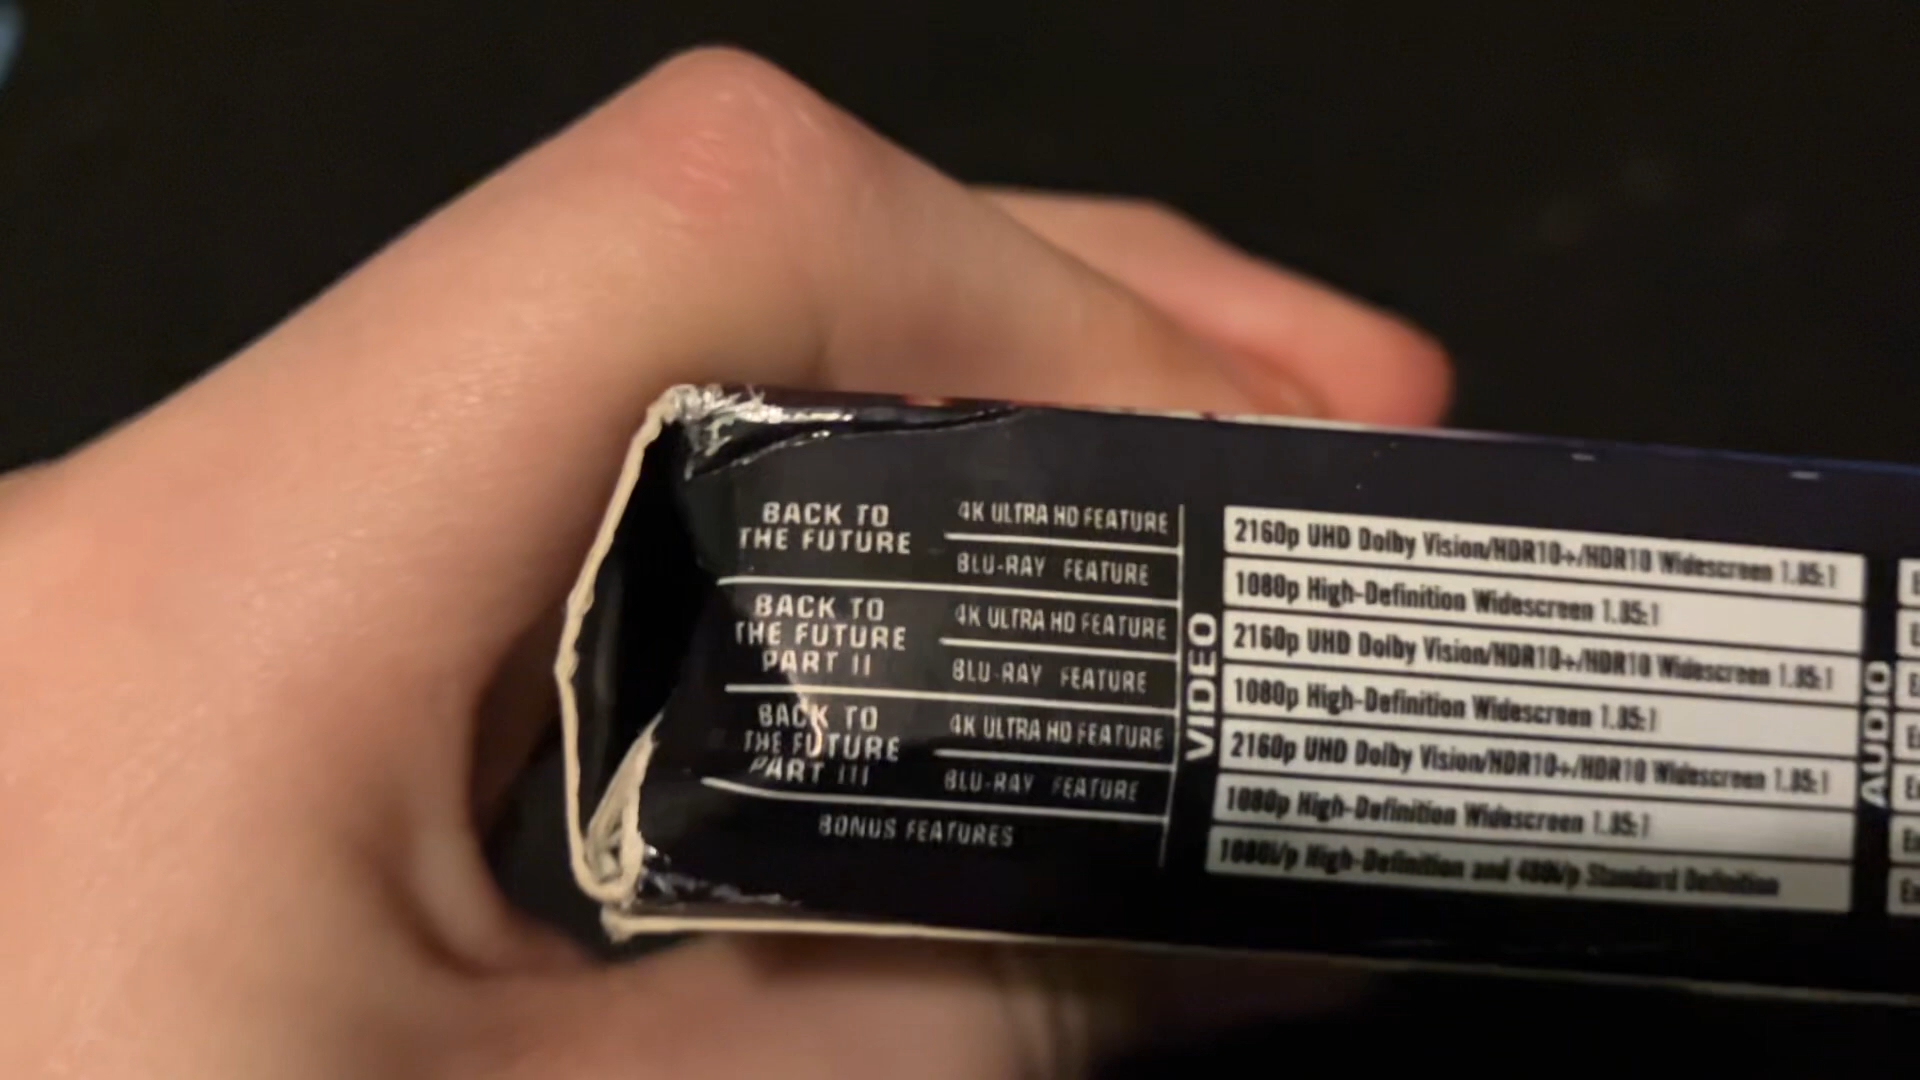 BACK TO
THE FUTURE
4K ULTRA HD FEATURE
BLU-RAY FEATURE
BACK TO
THE FUTURE
PART II
4K ULTRA HD FEATURE
BLU-RAY FEATURE
BACK TO
THE FUTURE
PART III
4K ULTRA HD FEATURE
BLU-RAY FEATURE
BONUS FEATURES
VIDEO
2160p UHD Dolby Vision/HDR10+/HDR10 Widescreen 1.85:1
1080p High-Definition Widescreen 1.85:1
2160p UHD Dolby Vision/HDR10+/HDR10 Widescreen 1.85:1
1080p High-Definition Widescreen 1.85:1
2160p UHD Dolby Vision/HDR10+/HDR10 Widescreen 1.85:1
1080p High-Definition Widescreen 1.85:1
1080i/p High-Definition and 480i/p Standard Definition
AUDIO